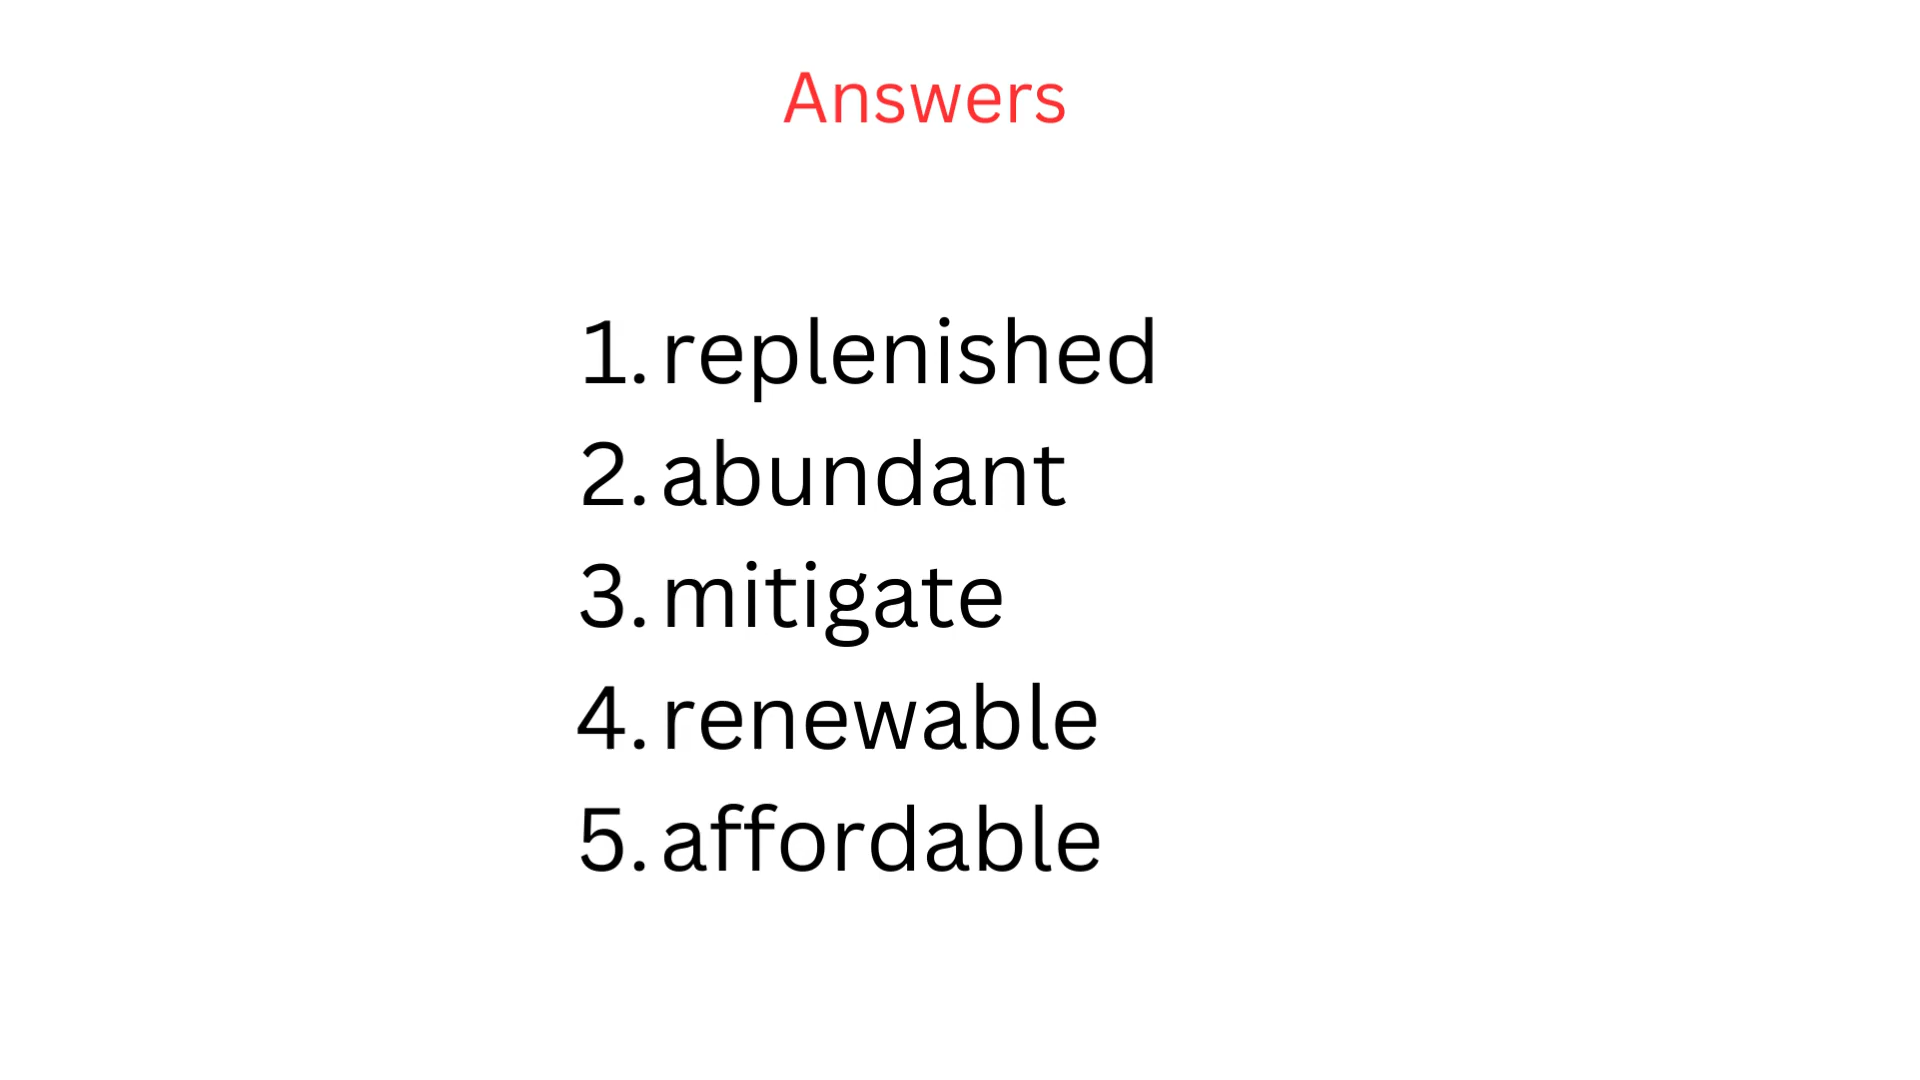 Answers
1. replenished
2. abundant
3. mitigate
4. renewable
5. affordable